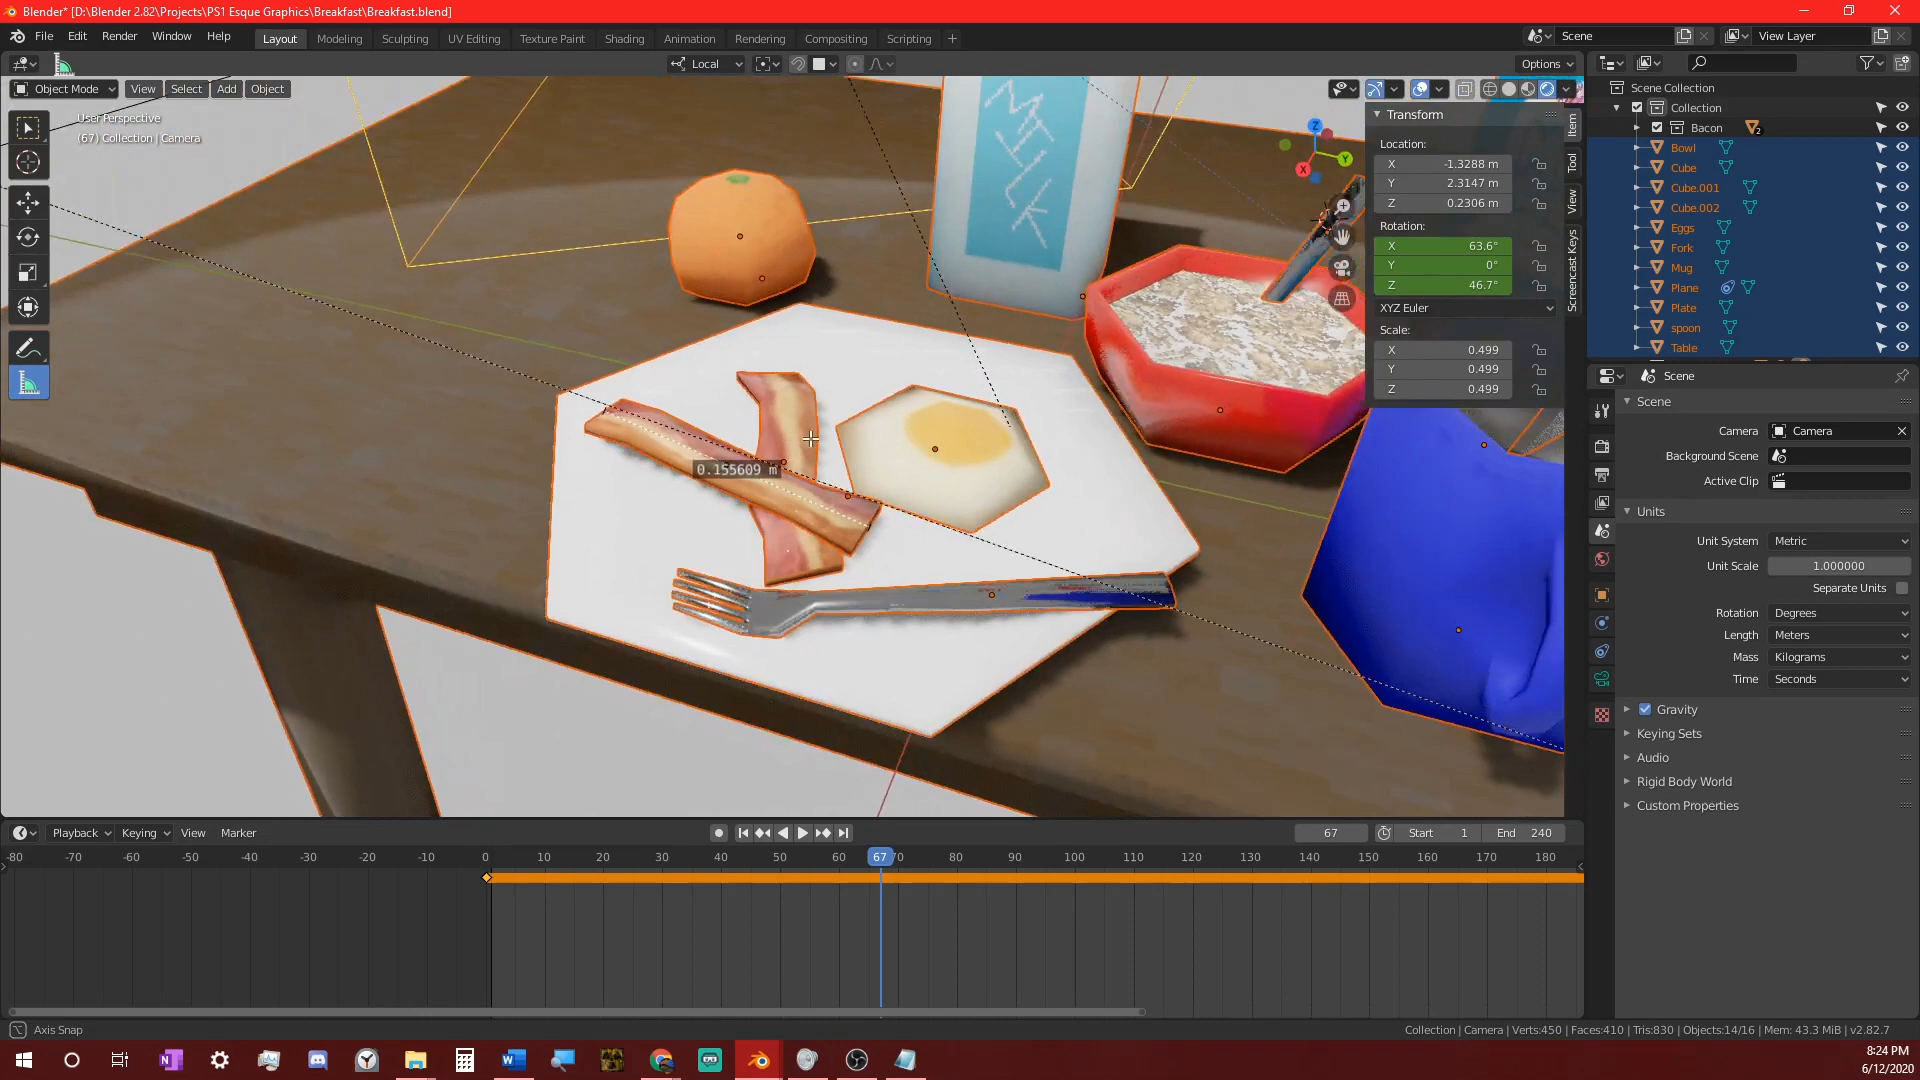 Blender* [D:\Blender 2.82\Projects\PS1 Esque Graphics\Breakfast\Breakfast.blend]
File Edit Render Window Help Layout Modeling Sculpting UV Editing Texture Paint Shading Animation Rendering Compositing Scripting + Scene View Layer
Local Options
Object Mode View Select Add Object
User Perspective
(67) Collection | Camera
MILK
0.155609 m
Z
Y
X
Transform
Location:
X -1.3288 m
Y 2.3147 m
Z 0.2306 m
Rotation:
X 63.6°
Y 0°
Z 46.7°
XYZ Euler
Scale:
X 0.499
Y 0.499
Z 0.499
Item
Tool
View
Screencast Keys
Scene Collection
Collection
Bacon 2
Bowl
Cube
Cube.001
Cube.002
Eggs
Fork
Mug
Plane
Plate
spoon
Table
Scene
Scene
Camera Camera
Background Scene
Active Clip
Units
Unit System Metric
Unit Scale 1.000000
Separate Units
Rotation Degrees
Length Meters
Mass Kilograms
Time Seconds
Gravity
Keying Sets
Audio
Rigid Body World
Custom Properties
Playback Keying View Marker 67 Start 1 End 240
-80 -70 -60 -50 -40 -30 -20 -10 0 10 20 30 40 50 60 67 70 80 90 100 110 120 130 140 150 160 170 180
Axis Snap
Collection | Camera | Verts:450 | Faces:410 | Tris:830 | Objects:14/16 | Mem: 43.3 MiB | v2.82.7
8:24 PM
6/12/2020